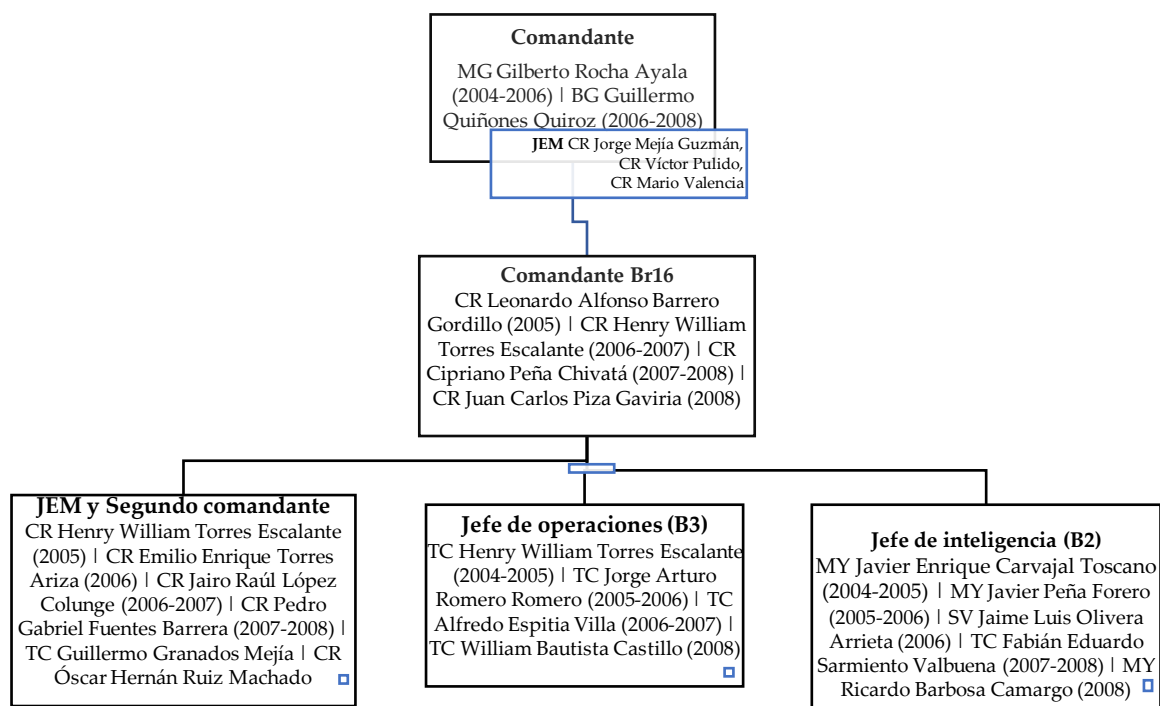 Comandante
MG Gilberto Rocha Ayala
(2004-2006) | BG Guillermo
Quiñones Quiroz (2006-2008)
JEM CR Jorge Mejía Guzmán,
CR Víctor Pulido,
CR Mario Valencia
Comandante Br16
CR Leonardo Alfonso Barrero
Gordillo (2005) | CR Henry William
Torres Escalante (2006-2007) | CR
Cipriano Peña Chivatá (2007-2008) |
CR Juan Carlos Piza Gaviria (2008)
JEM y Segundo comandante
CR Henry William Torres Escalante
(2005) | CR Emilio Enrique Torres
Ariza (2006) | CR Jairo Raúl López
Colunge (2006-2007) | CR Pedro
Gabriel Fuentes Barrera (2007-2008) |
TC Guillermo Granados Mejía | CR
Óscar Hernán Ruiz Machado
Jefe de operaciones (B3)
TC Henry William Torres Escalante
(2004-2005) | TC Jorge Arturo
Romero Romero (2005-2006) | TC
Alfredo Espitia Villa (2006-2007) |
TC William Bautista Castillo (2008)
Jefe de inteligencia (B2)
MY Javier Enrique Carvajal Toscano
(2004-2005) | MY Javier Peña Forero
(2005-2006) | SV Jaime Luis Olivera
Arrieta (2006) | TC Fabián Eduardo
Sarmiento Valbuena (2007-2008) | MY
Ricardo Barbosa Camargo (2008)